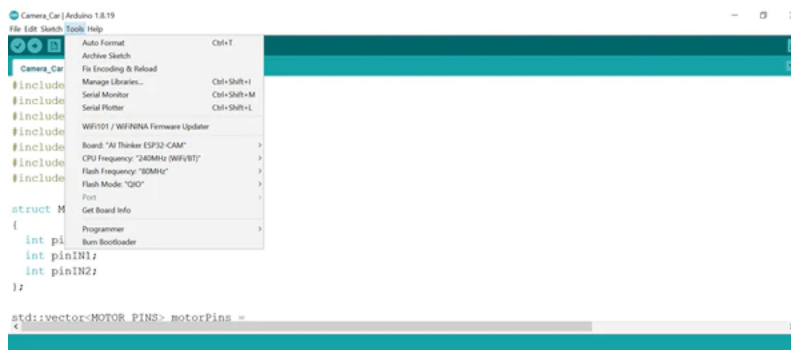 Camera_Car | Arduino 1.8.19
File Edit Sketch Tools Help
Auto Format Ctrl+T
Archive Sketch
Fix Encoding & Reload
Manage Libraries... Ctrl+Shift+I
Serial Monitor Ctrl+Shift+M
Serial Plotter Ctrl+Shift+L
WiFi101 / WiFiNINA Firmware Updater
Board: "AI Thinker ESP32-CAM"
CPU Frequency: "240MHz (WiFi/BT)"
Flash Frequency: "80MHz"
Flash Mode: "QIO"
Port
Get Board Info
Programmer
Burn Bootloader
Camera_Car
#include
#include
#include
#include
#include
#include
#include
struct M
{
int pi
int pinIN1;
int pinIN2;
};
std::vector<MOTOR_PINS> motorPins =